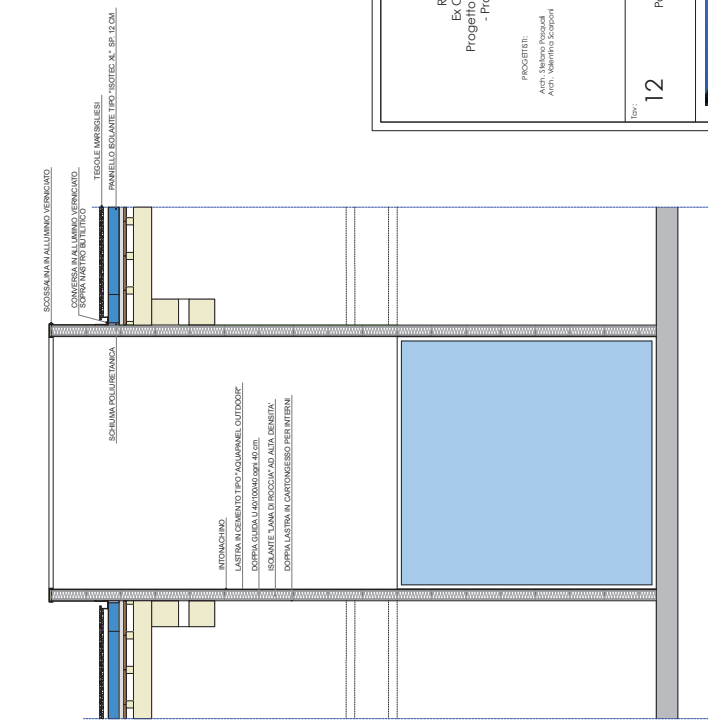 SCOSSALINA IN ALLUMINIO VERNICIATO
CONVERSA IN ALLUMINIO VERNICIATO
SOPRA NASTRO BUTILITICO
TEGOLE MARSIGLIESI
PANNELLO ISOLANTE TIPO "ISOTEC XL" SP. 12 CM
SCHIUMA POLIURETANICA
INTONACHINO
LASTRA IN CEMENTO TIPO "AQUAPANEL OUTDOOR"
DOPPIA GUIDA U 40/100/40 ogni 40 cm
ISOLANTE "LANA DI ROCCIA" AD ALTA DENSITA'
DOPPIA LASTRA IN CARTONGESSO PER INTERNI
R
Ex C
Progetto
- Pro
PROGETTISTI:
Arch. Stefano Pasquali
Arch. Valentina Scarponi
Tav:
12